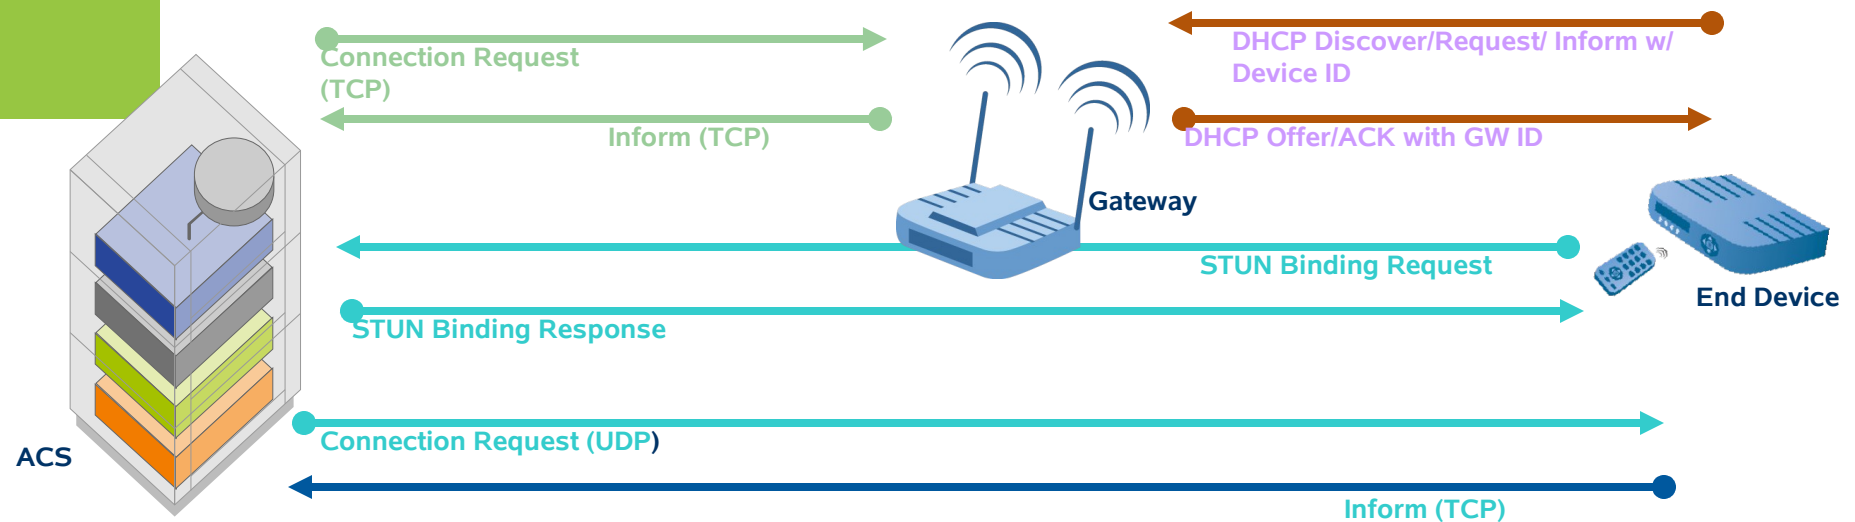 Connection Request
(TCP)
DHCP Discover/Request/ Inform w/
Device ID
Inform (TCP)
DHCP Offer/ACK with GW ID
Gateway
STUN Binding Request
End Device
STUN Binding Response
Connection Request (UDP)
ACS
Inform (TCP)